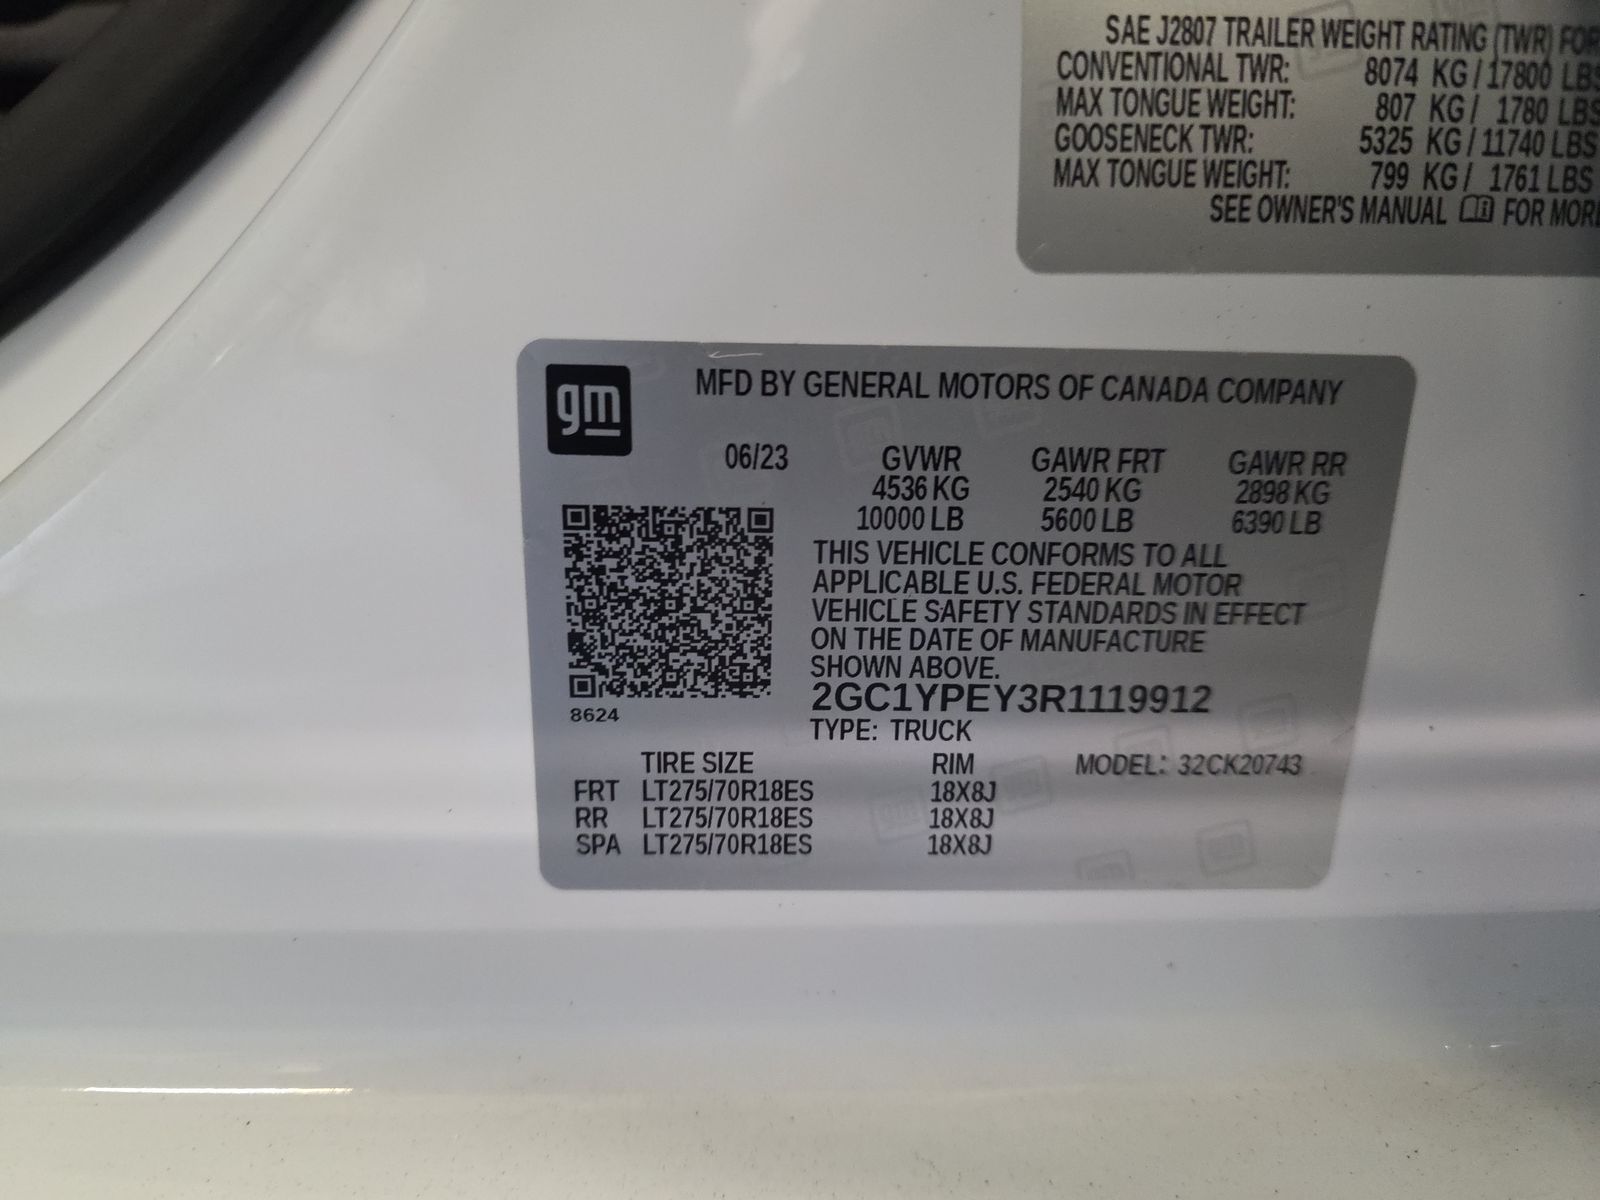 SAE J2807 TRAILER WEIGHT RATING (TWR) FOR
CONVENTIONAL TWR: 8074 KG / 17800 LBS
MAX TONGUE WEIGHT: 807 KG / 1780 LBS
GOOSENECK TWR: 5325 KG / 11740 LBS
MAX TONGUE WEIGHT: 799 KG / 1761 LBS
SEE OWNER'S MANUAL FOR MORE
gm
MFD BY GENERAL MOTORS OF CANADA COMPANY
06/23 GVWR GAWR FRT GAWR RR
4536 KG 2540 KG 2898 KG
10000 LB 5600 LB 6390 LB
THIS VEHICLE CONFORMS TO ALL
APPLICABLE U.S. FEDERAL MOTOR
VEHICLE SAFETY STANDARDS IN EFFECT
ON THE DATE OF MANUFACTURE
SHOWN ABOVE.
2GC1YPEY3R1119912
8624
TYPE: TRUCK
TIRE SIZE RIM MODEL: 32CK20743
FRT LT275/70R18ES 18X8J
RR LT275/70R18ES 18X8J
SPA LT275/70R18ES 18X8J